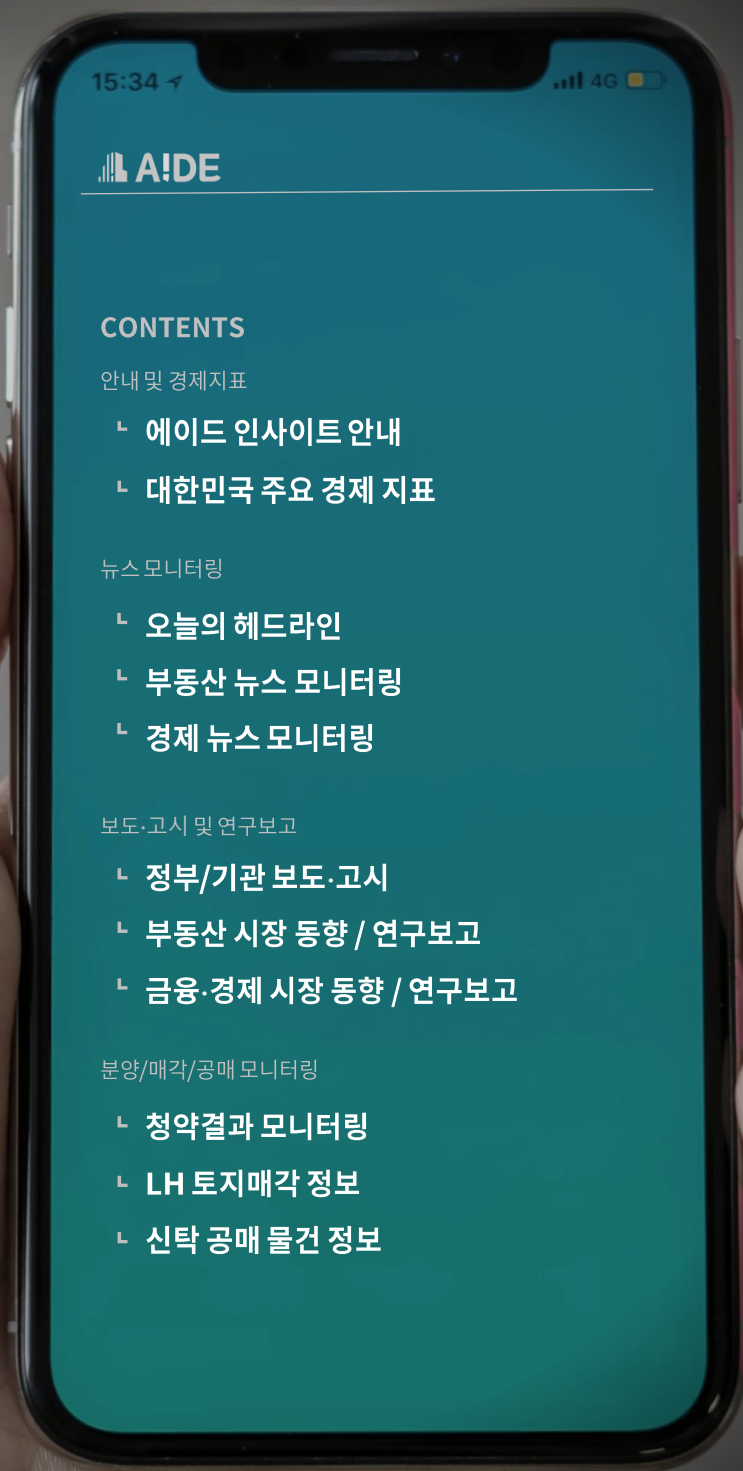 15:34
4G
A!DE
CONTENTS
안내 및 경제지표
에이드 인사이트 안내
대한민국 주요 경제 지표
뉴스 모니터링
오늘의 헤드라인
부동산 뉴스 모니터링
경제 뉴스 모니터링
보도·고시 및 연구보고
정부/기관 보도·고시
부동산 시장 동향 / 연구보고
금융·경제 시장 동향 / 연구보고
분양/매각/공매 모니터링
청약결과 모니터링
LH 토지매각 정보
신탁 공매 물건 정보